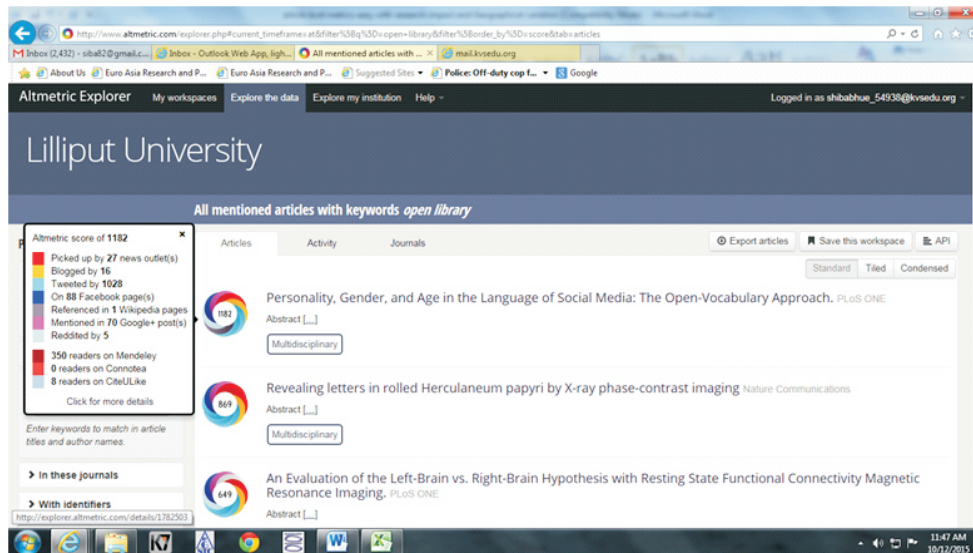 http://www.altmetric.com/explorer.php#current_timeframe=at&filter%5Bq%5D=open+library&filter%5Border_by%5D=score&tab=articles
Inbox (2,432) - siba82@gmail.c... Inbox - Outlook Web App, ligh... All mentioned articles with ... × mail.kvsedu.org
About Us Euro Asia Research and P... Euro Asia Research and P... Suggested Sites Police: Off-duty cop f... Google
Altmetric Explorer My workspaces Explore the data Explore my institution Help
Logged in as shibabhue_54938@kvsedu.org
Lilliput University
All mentioned articles with keywords open library
Articles Activity Journals Export articles Save this workspace API
Standard Tiled Condensed
Altmetric score of 1182 ×
Picked up by 27 news outlet(s)
Blogged by 16
Tweeted by 1028
On 88 Facebook page(s)
Referenced in 1 Wikipedia pages
Mentioned in 70 Google+ post(s)
Reddited by 5
350 readers on Mendeley
0 readers on Connotea
8 readers on CiteULike
Click for more details
Enter keywords to match in article
titles and author names.
> In these journals
> With identifiers
http://explorer.altmetric.com/details/1782503
1182
Personality, Gender, and Age in the Language of Social Media: The Open-Vocabulary Approach. PLoS ONE
Abstract [...]
Multidisciplinary
869
Revealing letters in rolled Herculaneum papyri by X-ray phase-contrast imaging Nature Communications
Abstract [...]
Multidisciplinary
649
An Evaluation of the Left-Brain vs. Right-Brain Hypothesis with Resting State Functional Connectivity Magnetic
Resonance Imaging. PLoS ONE
Abstract [...]
K7
11:47 AM
10/12/2015